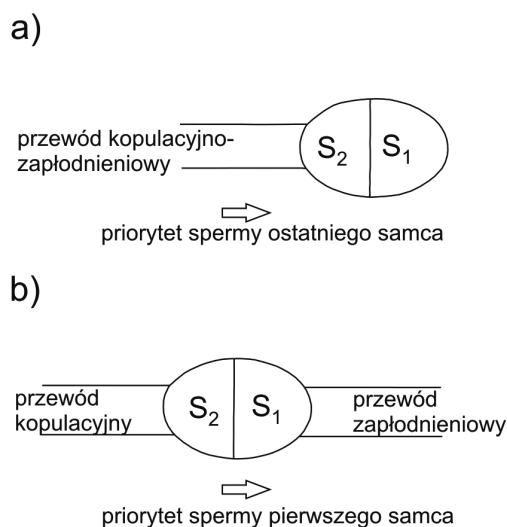 a)
przewód kopulacyjno-
zapłodnieniowy
S2 S1
priorytet spermy ostatniego samca
b)
przewód
kopulacyjny
S2 S1
przewód
zapłodnieniowy
priorytet spermy pierwszego samca